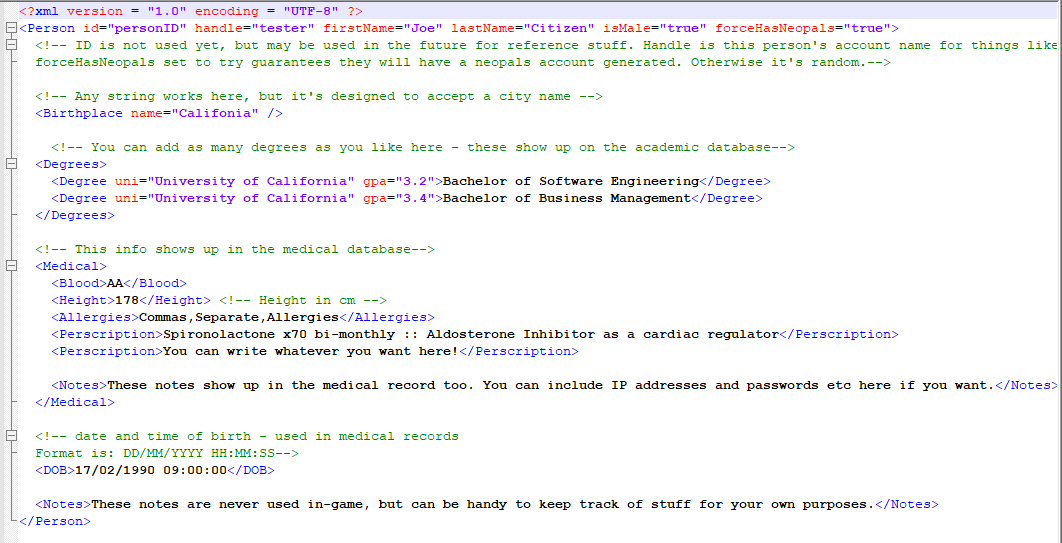 <?xml version = "1.0" encoding = "UTF-8" ?>
<Person id="personID" handle="tester" firstName="Joe" lastName="Citizen" isMale="true" forceHasNeopals="true">
<!-- ID is not used yet, but may be used in the future for reference stuff. Handle is this person's account name for things like
forceHasNeopals set to try guarantees they will have a neopals account generated. Otherwise it's random.-->
<!-- Any string works here, but it's designed to accept a city name -->
<Birthplace name="Califonia" />
<!-- You can add as many degrees as you like here - these show up on the academic database-->
<Degrees>
<Degree uni="University of California" gpa="3.2">Bachelor of Software Engineering</Degree>
<Degree uni="University of California" gpa="3.4">Bachelor of Business Management</Degree>
</Degrees>
<!-- This info shows up in the medical database-->
<Medical>
<Blood>AA</Blood>
<Height>178</Height> <!-- Height in cm -->
<Allergies>Commas,Separate,Allergies</Allergies>
<Perscription>Spironolactone x70 bi-monthly :: Aldosterone Inhibitor as a cardiac regulator</Perscription>
<Perscription>You can write whatever you want here!</Perscription>
<Notes>These notes show up in the medical record too. You can include IP addresses and passwords etc here if you want.</Notes>
</Medical>
<!-- date and time of birth - used in medical records
Format is: DD/MM/YYYY HH:MM:SS-->
<DOB>17/02/1990 09:00:00</DOB>
<Notes>These notes are never used in-game, but can be handy to keep track of stuff for your own purposes.</Notes>
</Person>